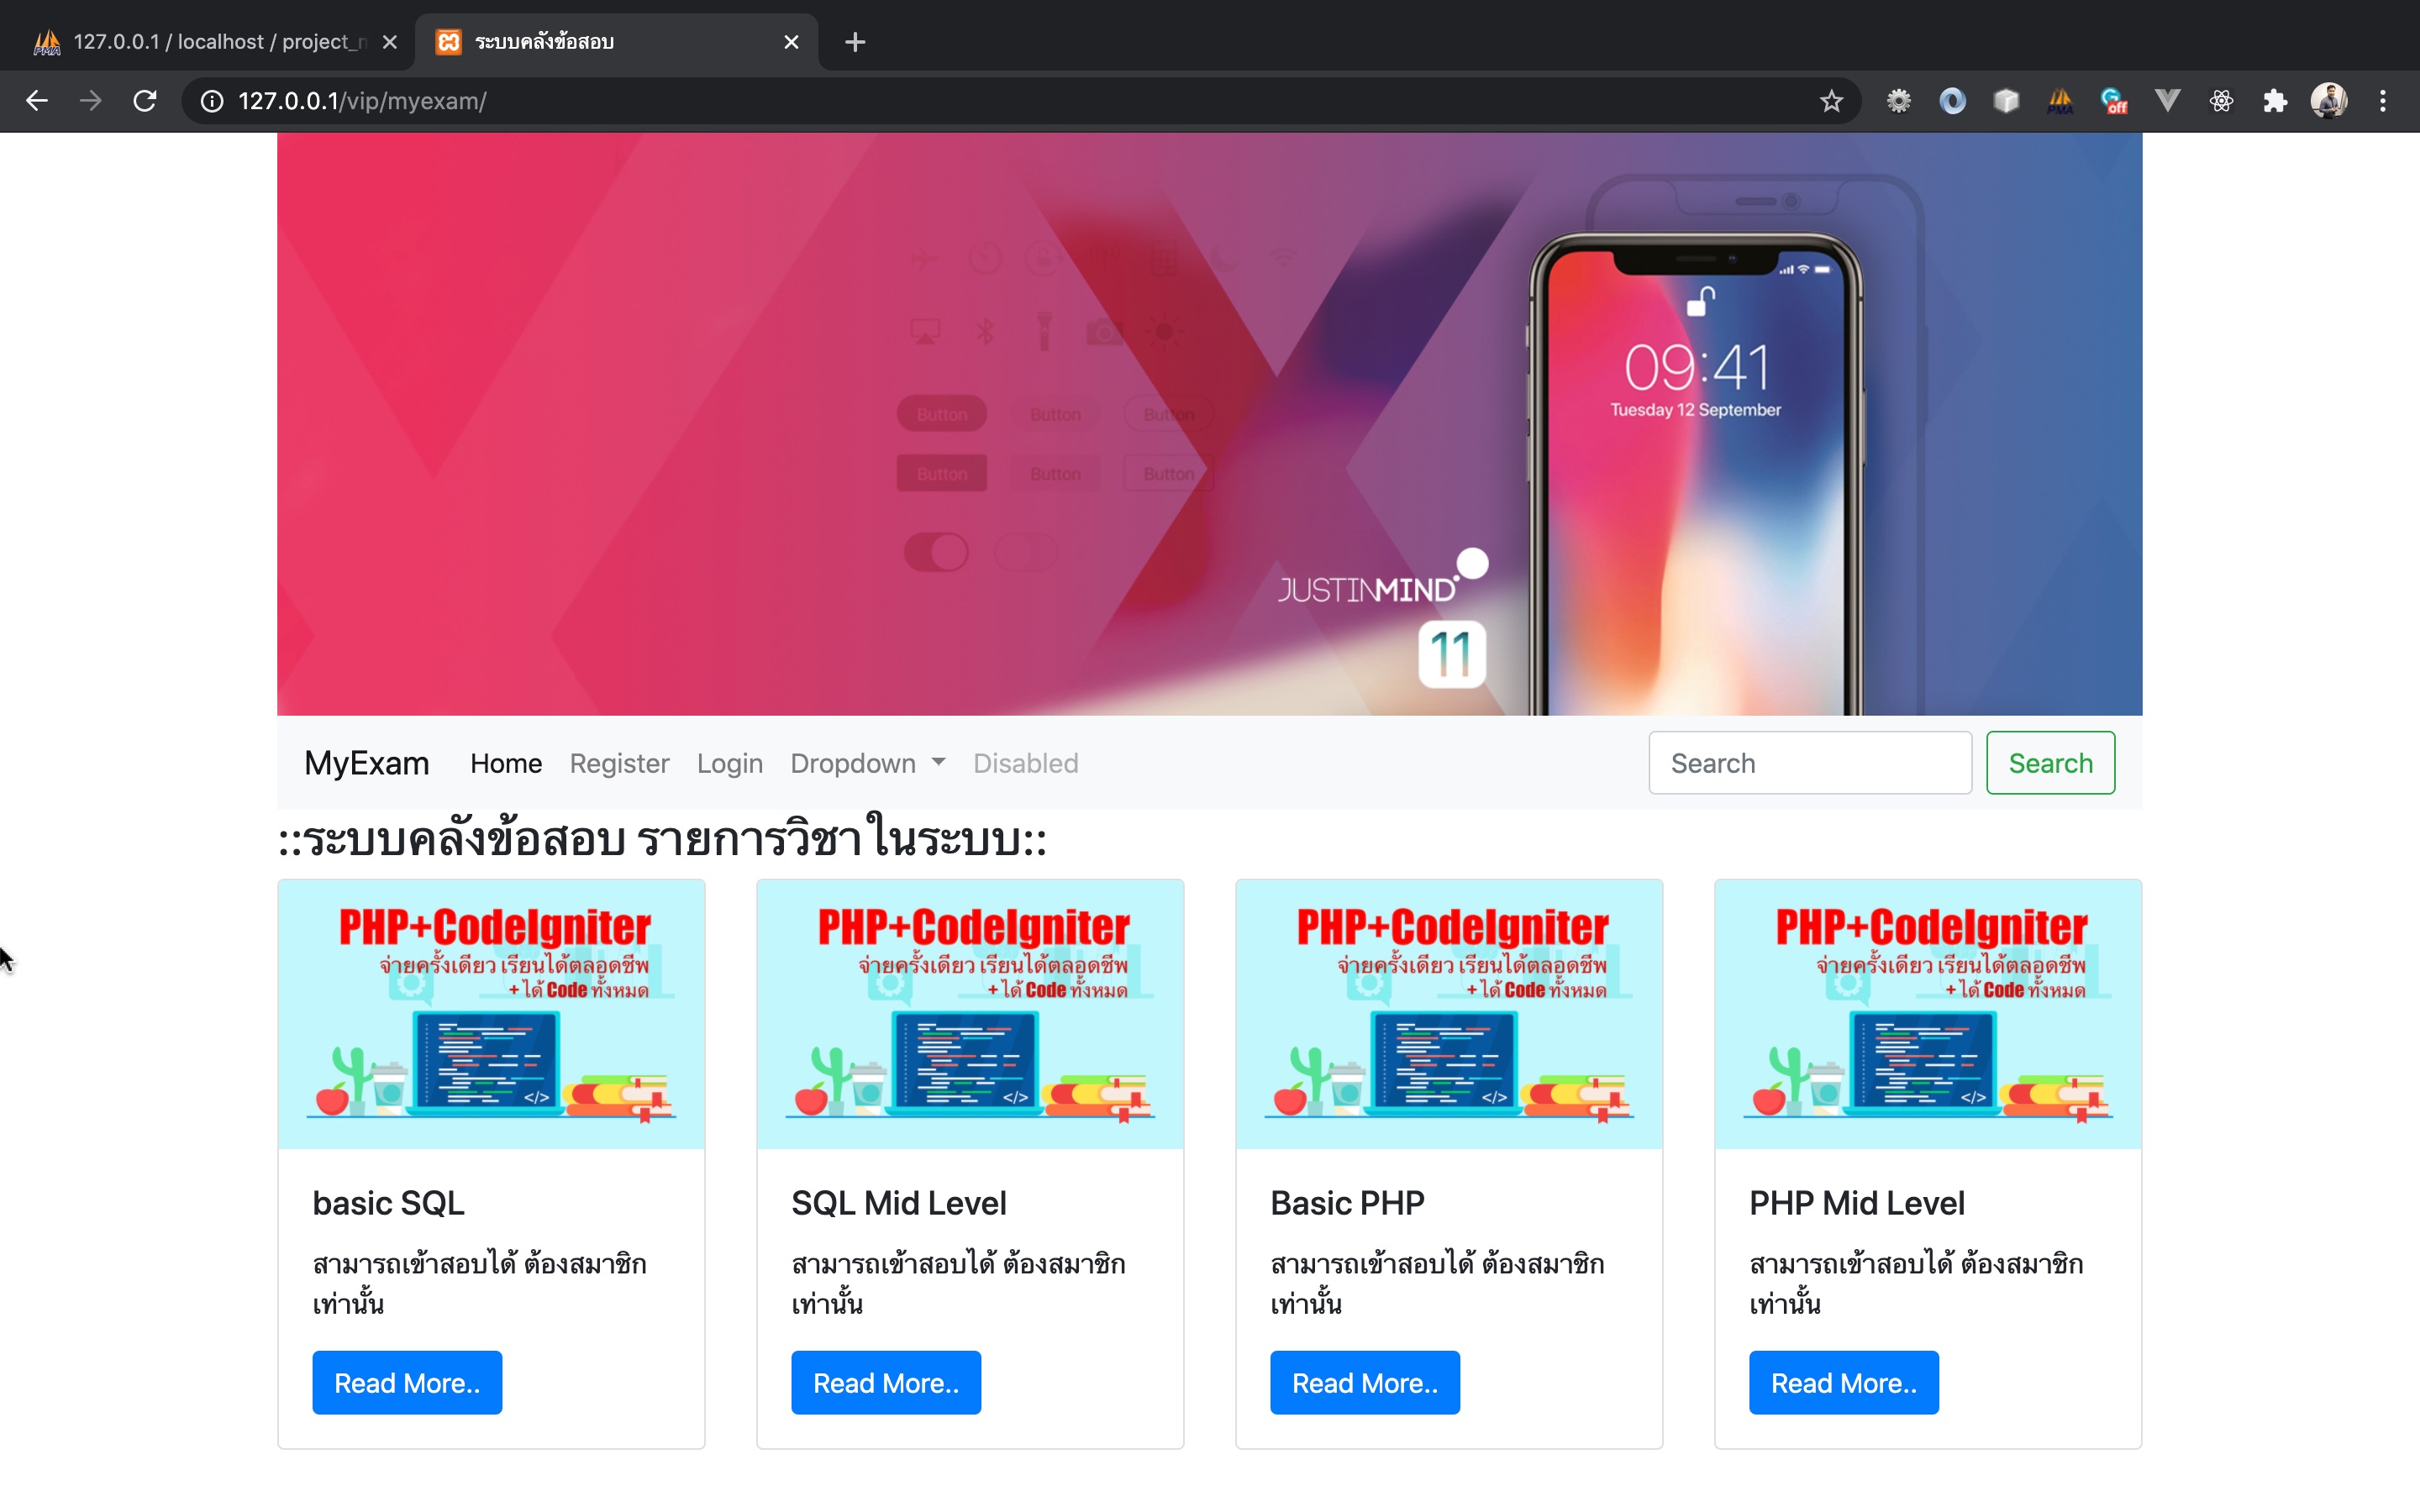 127.0.0.1 / localhost / project_n
ระบบคลังข้อสอบ
127.0.0.1/vip/myexam/
PMA
off
09:41
Tuesday 12 September
Button Button Button
Button Button Button
JUSTINMIND
11
MyExam Home Register Login Dropdown Disabled Search Search
::ระบบคลังข้อสอบ รายการวิชาในระบบ::
PHP+CodeIgniter
จ่ายครั้งเดียว เรียนได้ตลอดชีพ
+ ได้ Code ทั้งหมด
</>
basic SQL
สามารถเข้าสอบได้ ต้องสมาชิก
เท่านั้น
Read More..
PHP+CodeIgniter
จ่ายครั้งเดียว เรียนได้ตลอดชีพ
+ ได้ Code ทั้งหมด
</>
SQL Mid Level
สามารถเข้าสอบได้ ต้องสมาชิก
เท่านั้น
Read More..
PHP+CodeIgniter
จ่ายครั้งเดียว เรียนได้ตลอดชีพ
+ ได้ Code ทั้งหมด
</>
Basic PHP
สามารถเข้าสอบได้ ต้องสมาชิก
เท่านั้น
Read More..
PHP+CodeIgniter
จ่ายครั้งเดียว เรียนได้ตลอดชีพ
+ ได้ Code ทั้งหมด
</>
PHP Mid Level
สามารถเข้าสอบได้ ต้องสมาชิก
เท่านั้น
Read More..